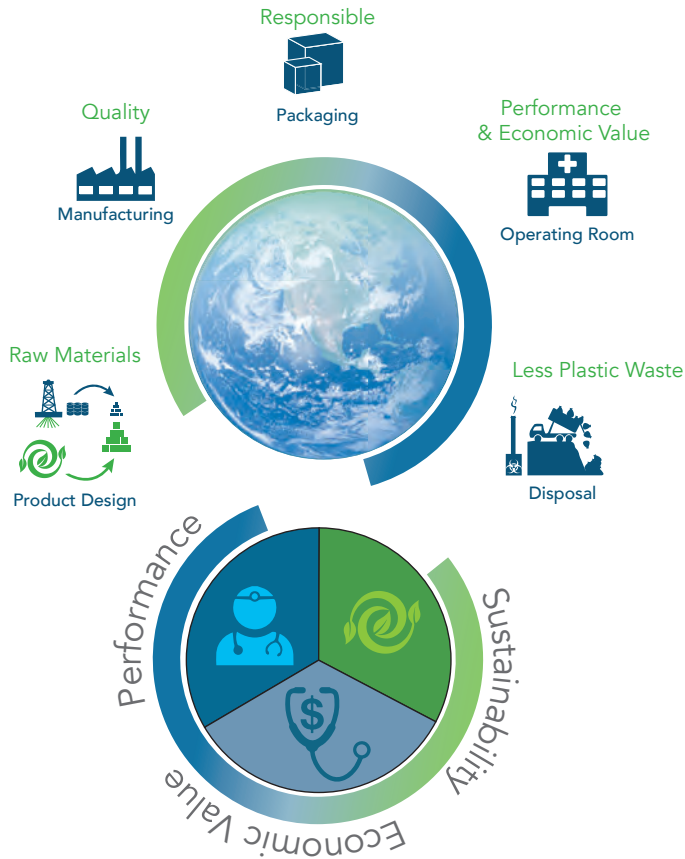 Responsible
Packaging
Quality
Manufacturing
Performance
& Economic Value
Operating Room
Raw Materials
Product Design
Less Plastic Waste
Disposal
Performance
$
Sustainability
Economic Value